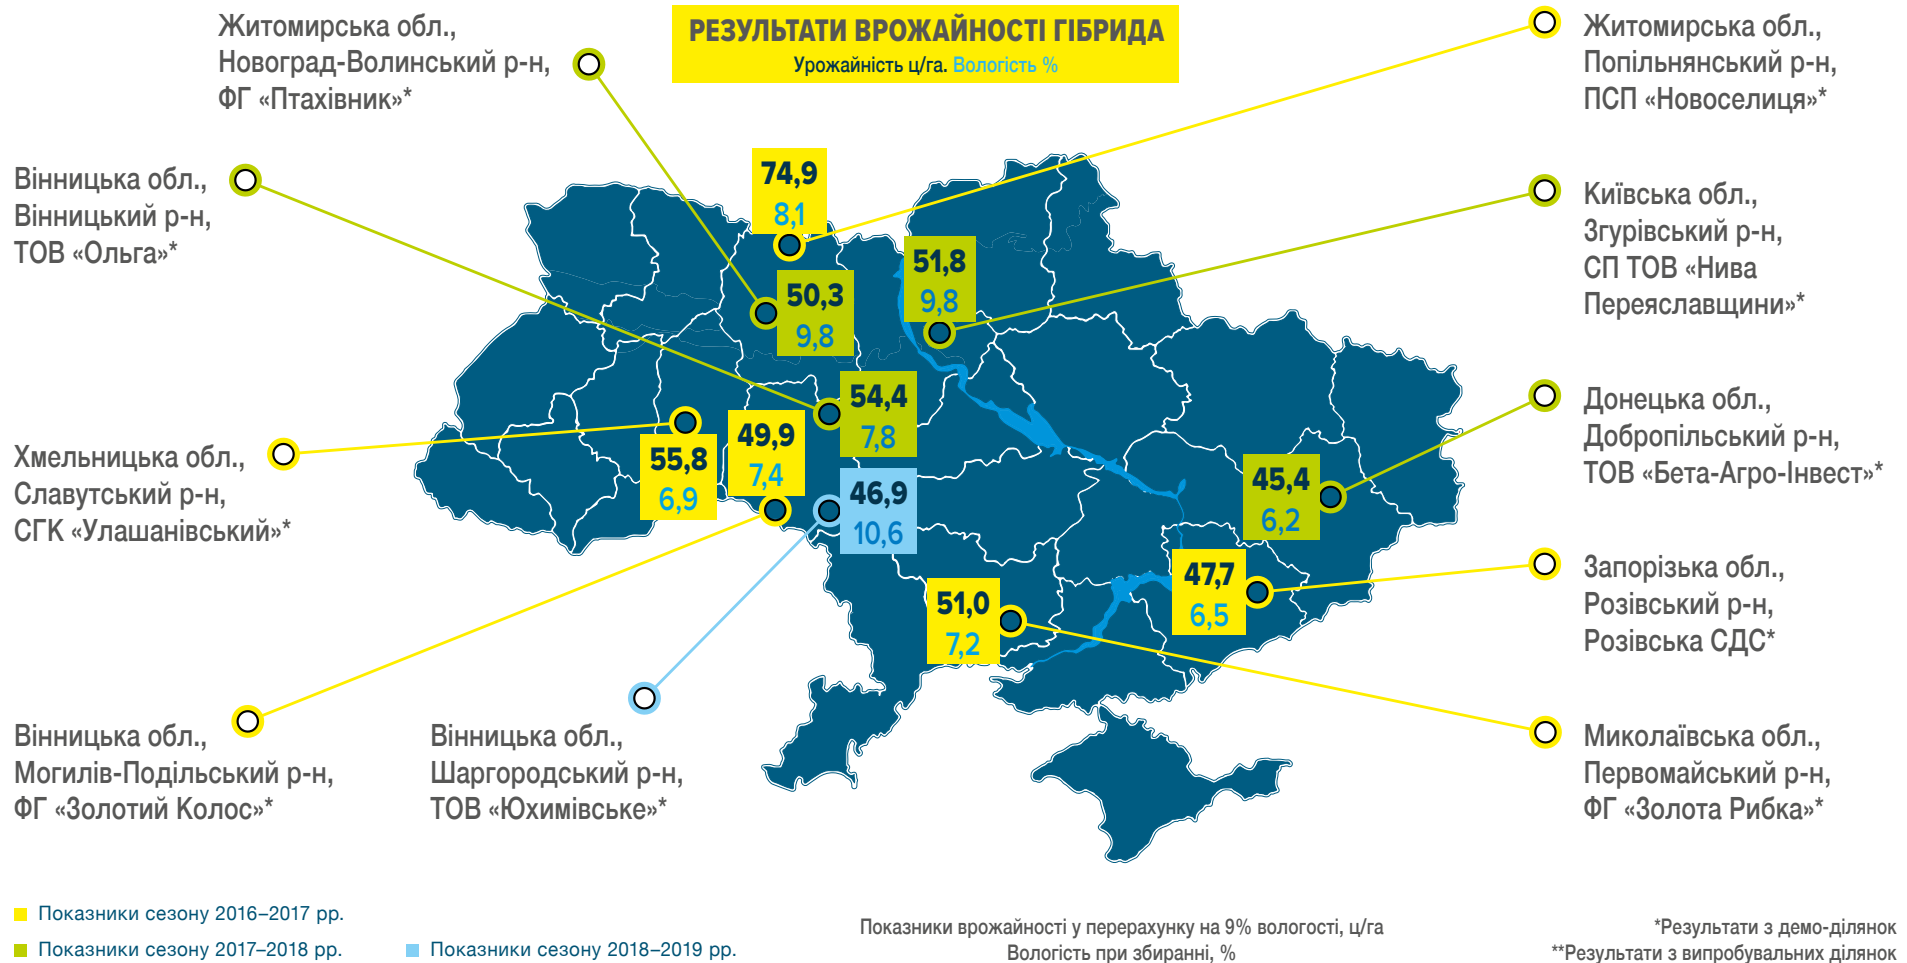 РЕЗУЛЬТАТИ ВРОЖАЙНОСТІ ГІБРИДА
Урожайність ц/га. Вологість %
Житомирська обл.,
Новоград-Волинський р-н,
ФГ «Птахівник»*
Житомирська обл.,
Попільнянський р-н,
ПСП «Новоселиця»*
Вінницька обл.,
Вінницький р-н,
ТОВ «Ольга»*
Київська обл.,
Згурівський р-н,
СП ТОВ «Нива
Переяславщини»*
74,9
8,1
51,8
9,8
50,3
9,8
54,4
7,8
49,9
7,4
55,8
6,9
46,9
10,6
45,4
6,2
47,7
6,5
51,0
7,2
Хмельницька обл.,
Славутський р-н,
СГК «Улашанівський»*
Донецька обл.,
Добропільський р-н,
ТОВ «Бета-Агро-Інвест»*
Запорізька обл.,
Розівський р-н,
Розівська СДС*
Вінницька обл.,
Могилів-Подільський р-н,
ФГ «Золотий Колос»*
Вінницька обл.,
Шаргородський р-н,
ТОВ «Юхимівське»*
Миколаївська обл.,
Первомайський р-н,
ФГ «Золота Рибка»*
Показники сезону 2016–2017 рр.
Показники сезону 2017–2018 рр.
Показники сезону 2018–2019 рр.
Показники врожайності у перерахунку на 9% вологості, ц/га
Вологість при збиранні, %
*Результати з демо-ділянок
**Результати з випробувальних ділянок